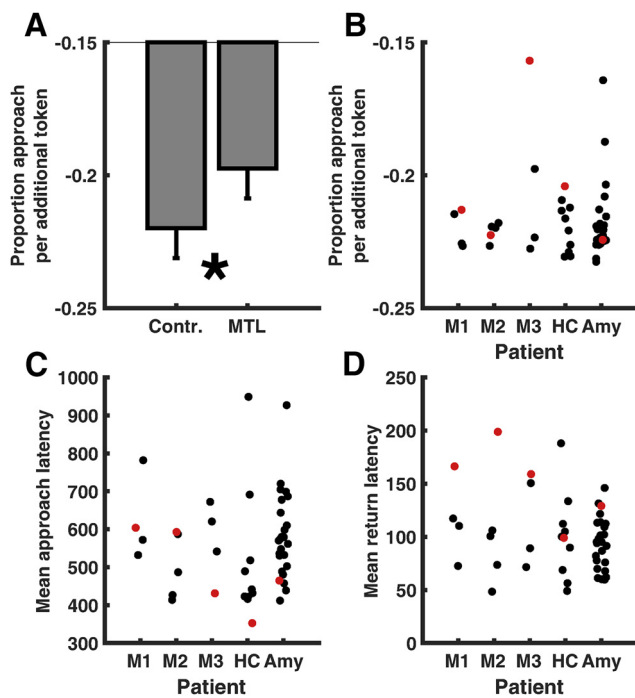 A
Proportion approach
per additional token
-0.15
-0.2
-0.25
Contr. MTL
*
B
Proportion approach
per additional token
-0.15
-0.2
-0.25
M1 M2 M3 HC Amy
Patient
C
Mean approach latency
1000
900
800
700
600
500
400
300
M1 M2 M3 HC Amy
Patient
D
Mean return latency
250
200
150
100
50
0
M1 M2 M3 HC Amy
Patient